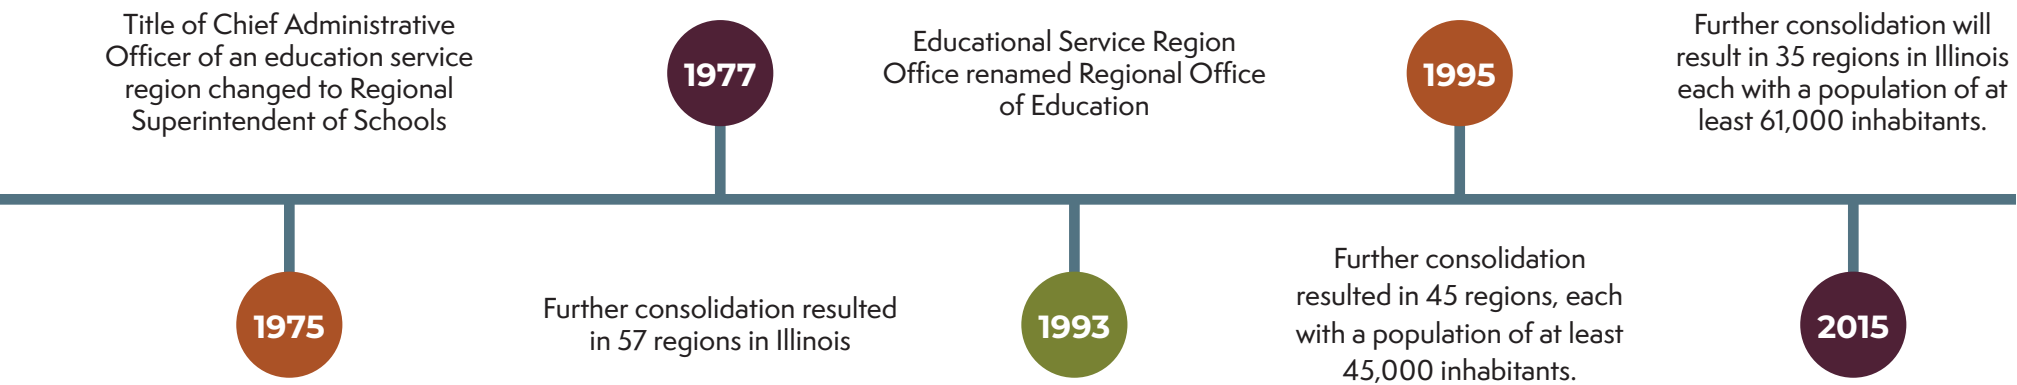 Title of Chief Administrative
Officer of an education service
region changed to Regional
Superintendent of Schools
1975
1977
Further consolidation resulted
in 57 regions in Illinois
Educational Service Region
Office renamed Regional Office
of Education
1993
1995
Further consolidation
resulted in 45 regions, each
with a population of at least
45,000 inhabitants.
Further consolidation will
result in 35 regions in Illinois
each with a population of at
least 61,000 inhabitants.
2015